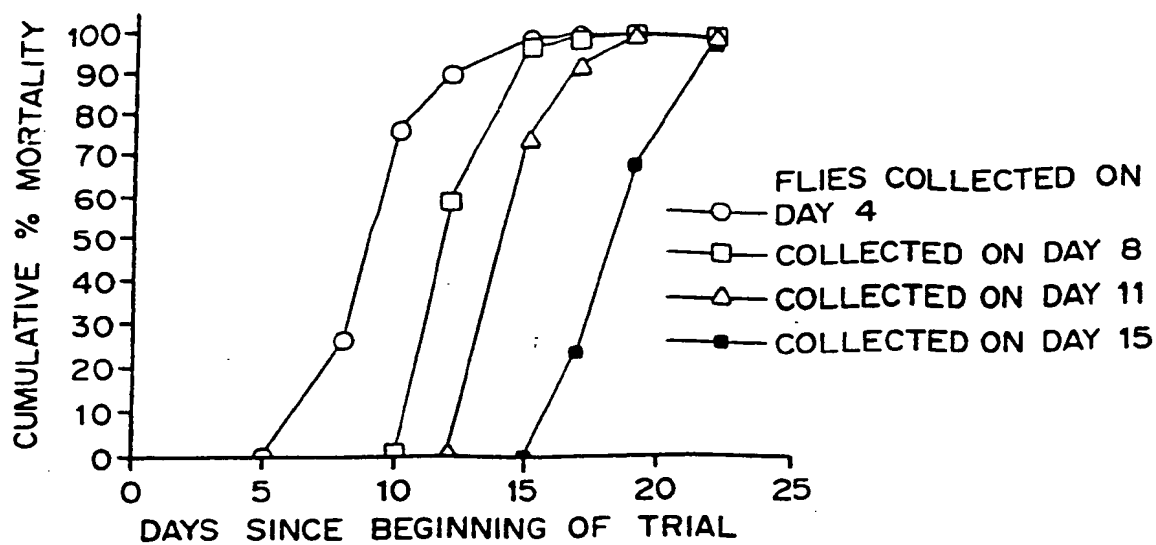 CUMULATIVE % MORTALITY
100
90
80
70
60
50
40
30
20
10
0
0 5 10 15 20 25
DAYS SINCE BEGINNING OF TRIAL
FLIES COLLECTED ON
DAY 4
COLLECTED ON DAY 8
COLLECTED ON DAY 11
COLLECTED ON DAY 15